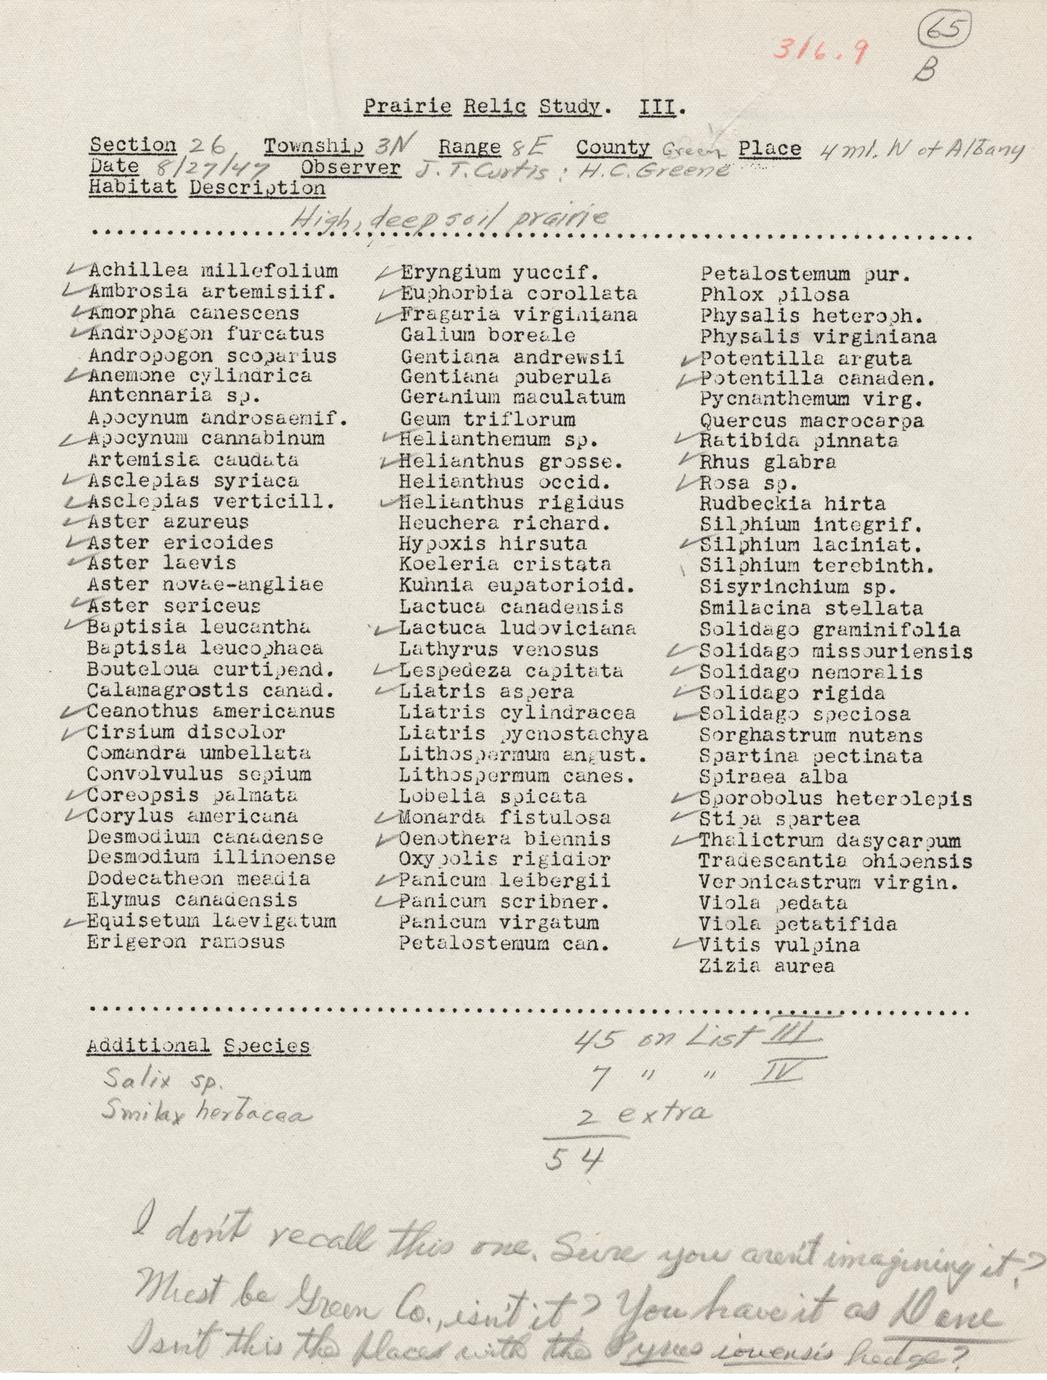 65
316.9
B
Prairie Relic Study. III.
Section 26 Township 3N Range 8E County Green Place 4 mi. N of Albany
Date 8/27/47 Observer J. T. Curtis; H. C. Greene
Habitat Description
High, deep soil prairie
✓Achillea millefolium
✓Ambrosia artemisiif.
✓Amorpha canescens
✓Andropogon furcatus
Andropogon scoparius
✓Anemone cylindrica
Antennaria sp.
Apocynum androsaemif.
✓Apocynum cannabinum
Artemisia caudata
✓Asclepias syriaca
✓Asclepias verticill.
✓Aster azureus
✓Aster ericoides
✓Aster laevis
Aster novae-angliae
✓Aster sericeus
✓Baptisia leucantha
Baptisia leucophaea
Bouteloua curtipend.
Calamagrostis canad.
✓Ceanothus americanus
✓Cirsium discolor
Comandra umbellata
Convolvulus sepium
✓Coreopsis palmata
✓Corylus americana
Desmodium canadense
Desmodium illinoense
Dodecatheon meadia
Elymus canadensis
✓Equisetum laevigatum
Erigeron ramosus
✓Eryngium yuccif.
✓Euphorbia corollata
✓Fragaria virginiana
Galium boreale
Gentiana andrewsii
Gentiana puberula
Geranium maculatum
Geum triflorum
✓Helianthemum sp.
✓Helianthus grosse.
Helianthus occid.
✓Helianthus rigidus
Heuchera richard.
Hypoxis hirsuta
Koeleria cristata
Kuhnia eupatorioid.
Lactuca canadensis
✓Lactuca ludoviciana
Lathyrus venosus
✓Lespedeza capitata
✓Liatris aspera
Liatris cylindracea
Liatris pycnostachya
Lithospermum angust.
Lithospermum canes.
Lobelia spicata
✓Monarda fistulosa
✓Oenothera biennis
Oxypolis rigidior
✓Panicum leibergii
✓Panicum scribner.
Panicum virgatum
Petalostemum can.
Petalostemum pur.
Phlox pilosa
Physalis heteroph.
Physalis virginiana
✓Potentilla arguta
✓Potentilla canaden.
Pycnanthemum virg.
Quercus macrocarpa
✓Ratibida pinnata
✓Rhus glabra
✓Rosa sp.
Rudbeckia hirta
Silphium integrif.
✓Silphium laciniat.
Silphium terebinth.
Sisyrinchium sp.
Smilacina stellata
Solidago graminifolia
✓Solidago missouriensis
✓Solidago nemoralis
✓Solidago rigida
✓Solidago speciosa
Sorghastrum nutans
Spartina pectinata
Spiraea alba
✓Sporobolus heterolepis
✓Stipa spartea
✓Thalictrum dasycarpum
Tradescantia ohioensis
Veronicastrum virgin.
Viola pedata
Viola petatifida
✓Vitis vulpina
Zizia aurea
Additional Species
Salix sp.
Smilax herbacea
45 on List III
7 " " IV
2 extra
54
I don't recall this one. Sure you aren't imagining it?
Must be Green Co., isn't it? You have it as Dane
Isn't this the place with the Pyrus iowensis hedge?